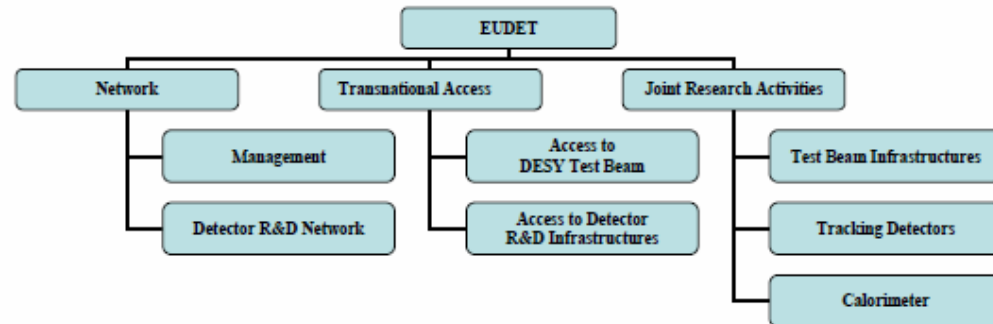 EUDET
Network
Transnational Access
Joint Research Activities
Management
Access to
DESY Test Beam
Test Beam Infrastructures
Detector R&D Network
Access to Detector
R&D Infrastructures
Tracking Detectors
Calorimeter